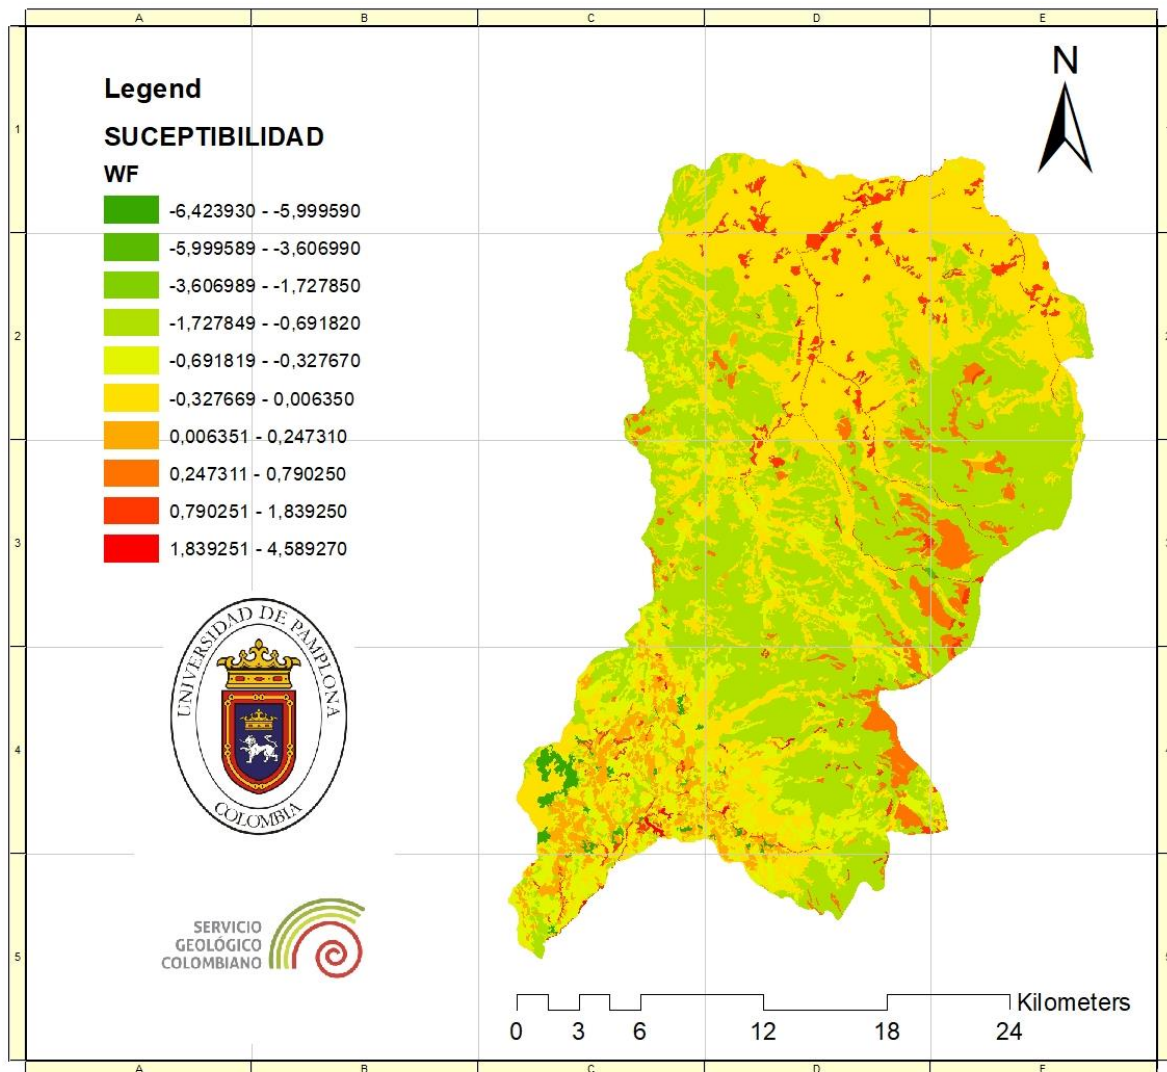 A B C D E
N
Legend
SUCEPTIBILIDAD
WF
-6,423930 - -5,999590
-5,999589 - -3,606990
-3,606989 - -1,727850
-1,727849 - -0,691820
-0,691819 - -0,327670
-0,327669 - 0,006350
0,006351 - 0,247310
0,247311 - 0,790250
0,790251 - 1,839250
1,839251 - 4,589270
1
2
3
4
5
UNIVERSIDAD DE PAMPLONA
COLOMBIA
SERVICIO
GEOLÓGICO
COLOMBIANO
Kilometers
0 3 6 12 18 24
A B C D E